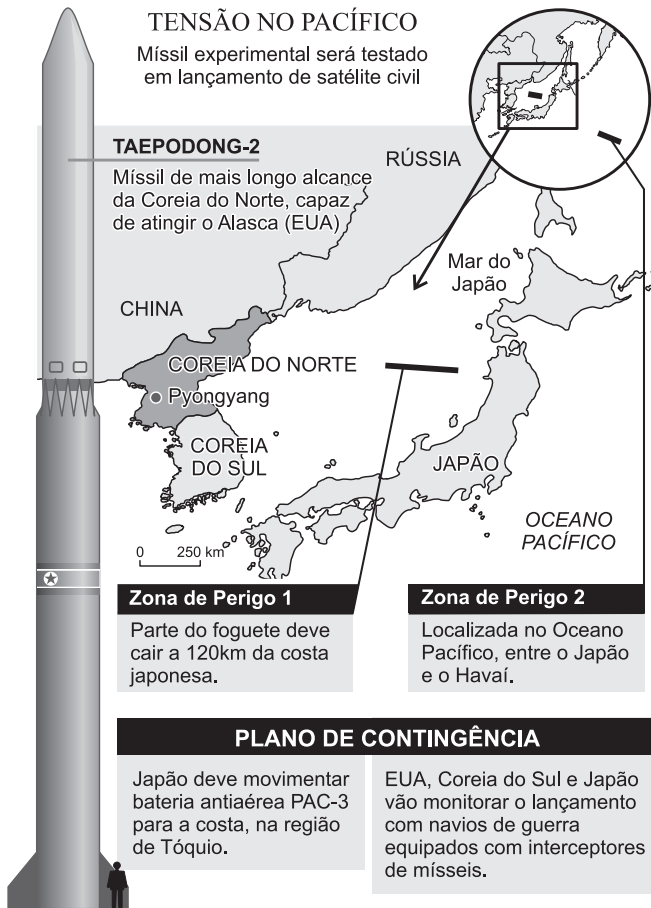 TENSÃO NO PACÍFICO
Míssil experimental será testado
em lançamento de satélite civil
TAEPODONG-2
Míssil de mais longo alcance
da Coreia do Norte, capaz
de atingir o Alasca (EUA)
RÚSSIA
Mar do
Japão
CHINA
COREIA DO NORTE
Pyongyang
COREIA
DO SUL
JAPÃO
OCEANO
PACÍFICO
0 250 km
Zona de Perigo 1
Parte do foguete deve
cair a 120km da costa
japonesa.
Zona de Perigo 2
Localizada no Oceano
Pacífico, entre o Japão
e o Havaí.
PLANO DE CONTINGÊNCIA
Japão deve movimentar
bateria antiaérea PAC-3
para a costa, na região
de Tóquio.
EUA, Coreia do Sul e Japão
vão monitorar o lançamento
com navios de guerra
equipados com interceptores
de mísseis.